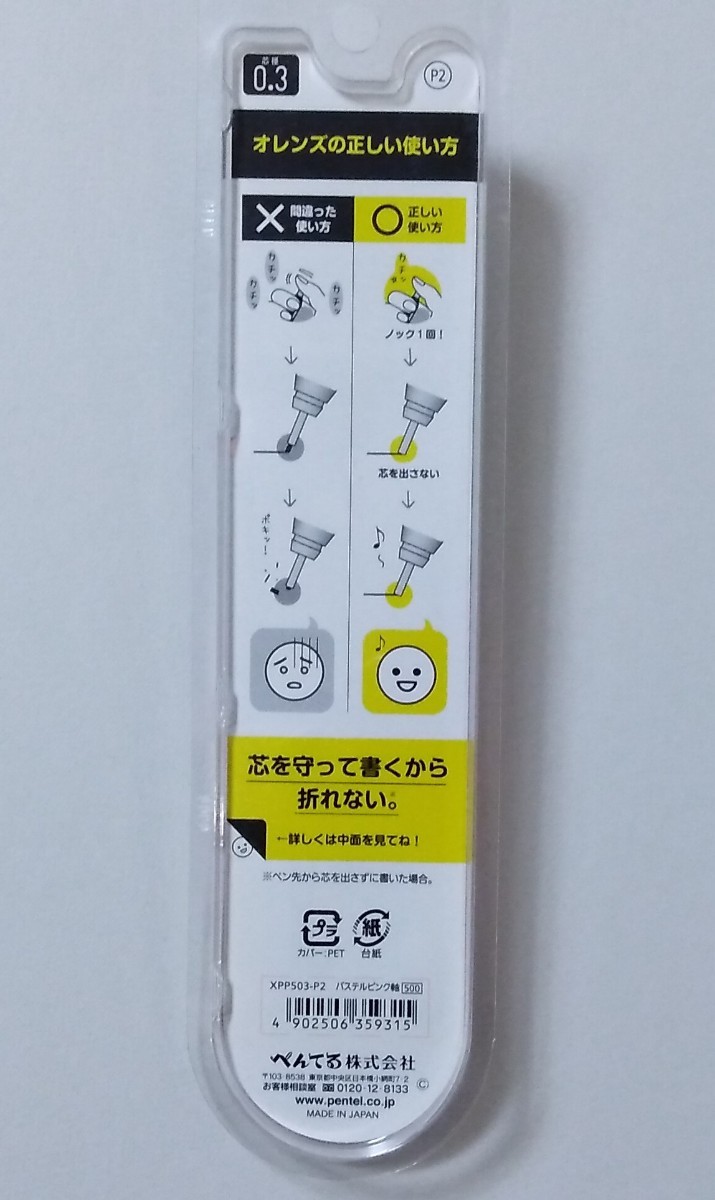 芯径
0.3
P2
オレンズの正しい使い方
間違った
使い方
正しい
使い方
カチッ
カチッ
カチッ
カチッ
ノック1回！
芯を出さない
ポキッ
芯を守って書くから
折れない。※
←詳しくは中面を見てね！
※ペン先から芯を出さずに書いた場合。
プラ
紙
カバー:PET
台紙
XPP503-P2 パステルピンク軸 500
4 902506 359315
ぺんてる株式会社
〒103-8538 東京都中央区日本橋小網町7-2
お客様相談室 0120-12-8133 ©
www.pentel.co.jp
MADE IN JAPAN